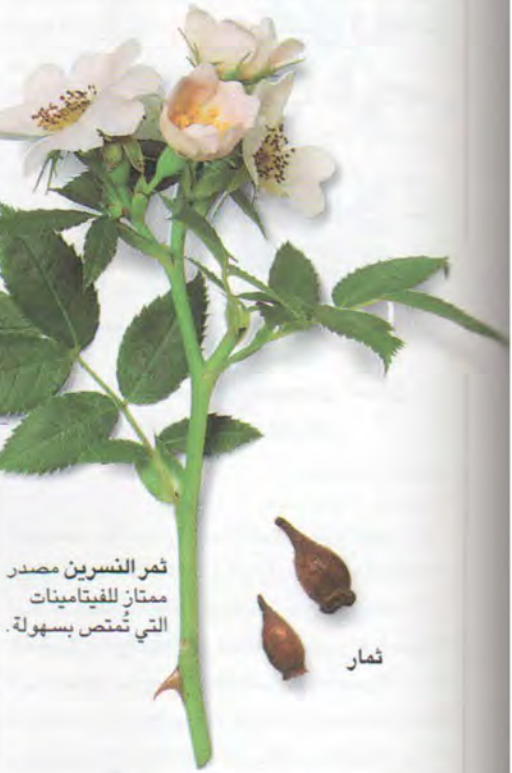 ثمر النسرين مصدر
ممتاز للفيتامينات
التي تُمتص بسهولة.
ثمار